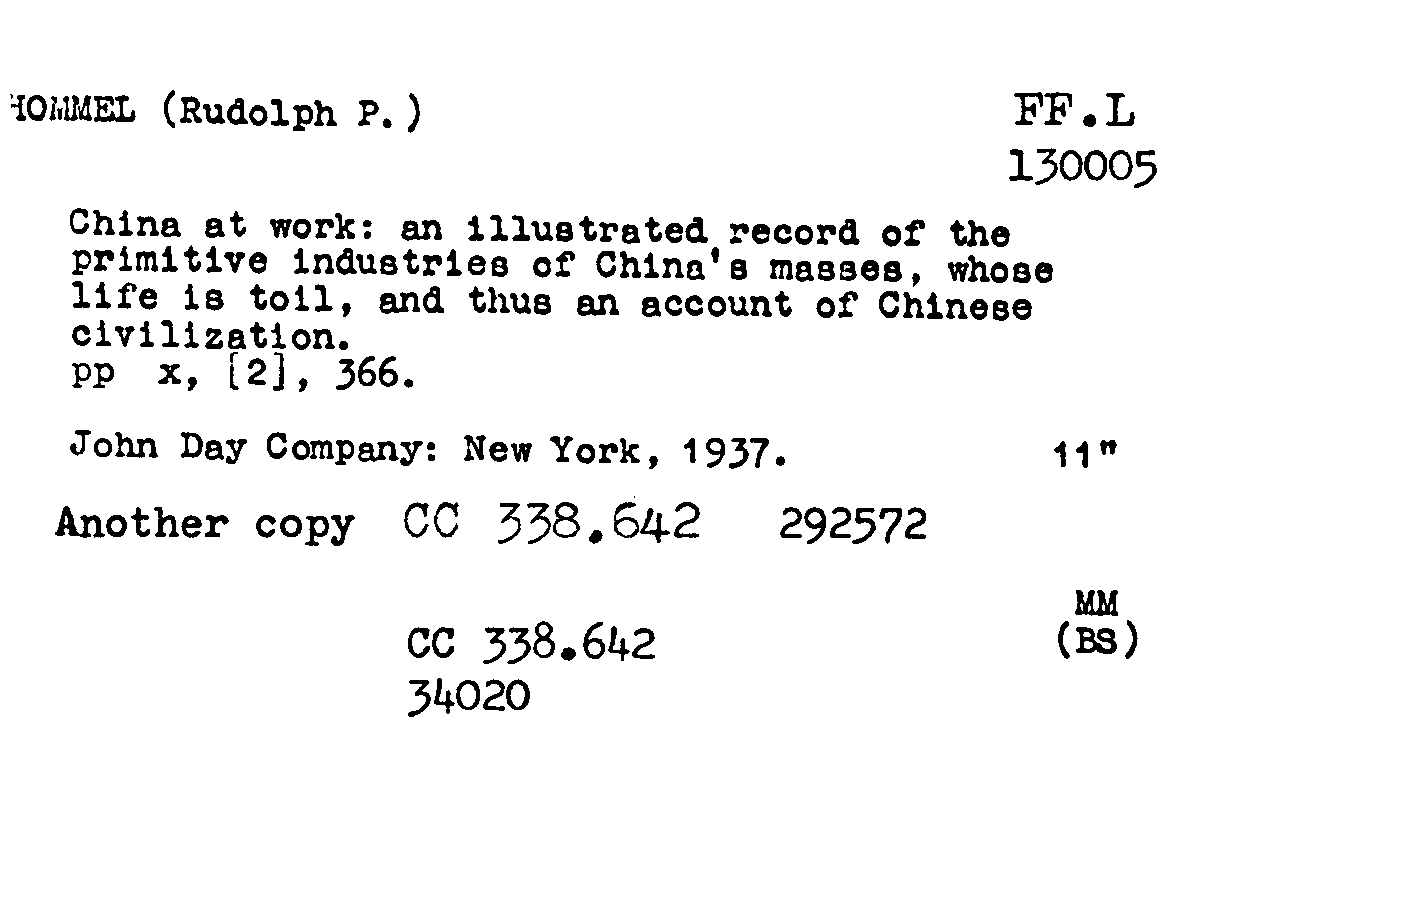 HOMMEL (Rudolph P.)
FF.L
130005
China at work: an illustrated record of the
primitive industries of China's masses, whose
life is toil, and thus an account of Chinese
civilization.
pp x, [2], 366.
John Day Company: New York, 1937. 11"
Another copy CC 338.642 292572
MM
(BS)
CC 338.642
34020